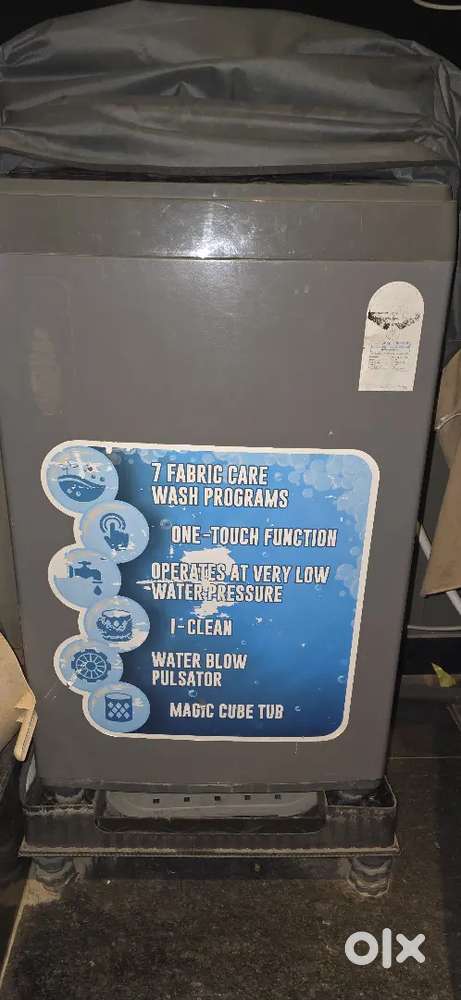 7 FABRIC CARE
WASH PROGRAMS
ONE-TOUCH FUNCTION
OPERATES AT VERY LOW
WATER PRESSURE
I-CLEAN
WATER BLOW
PULSATOR
MAGIC CUBE TUB
olx